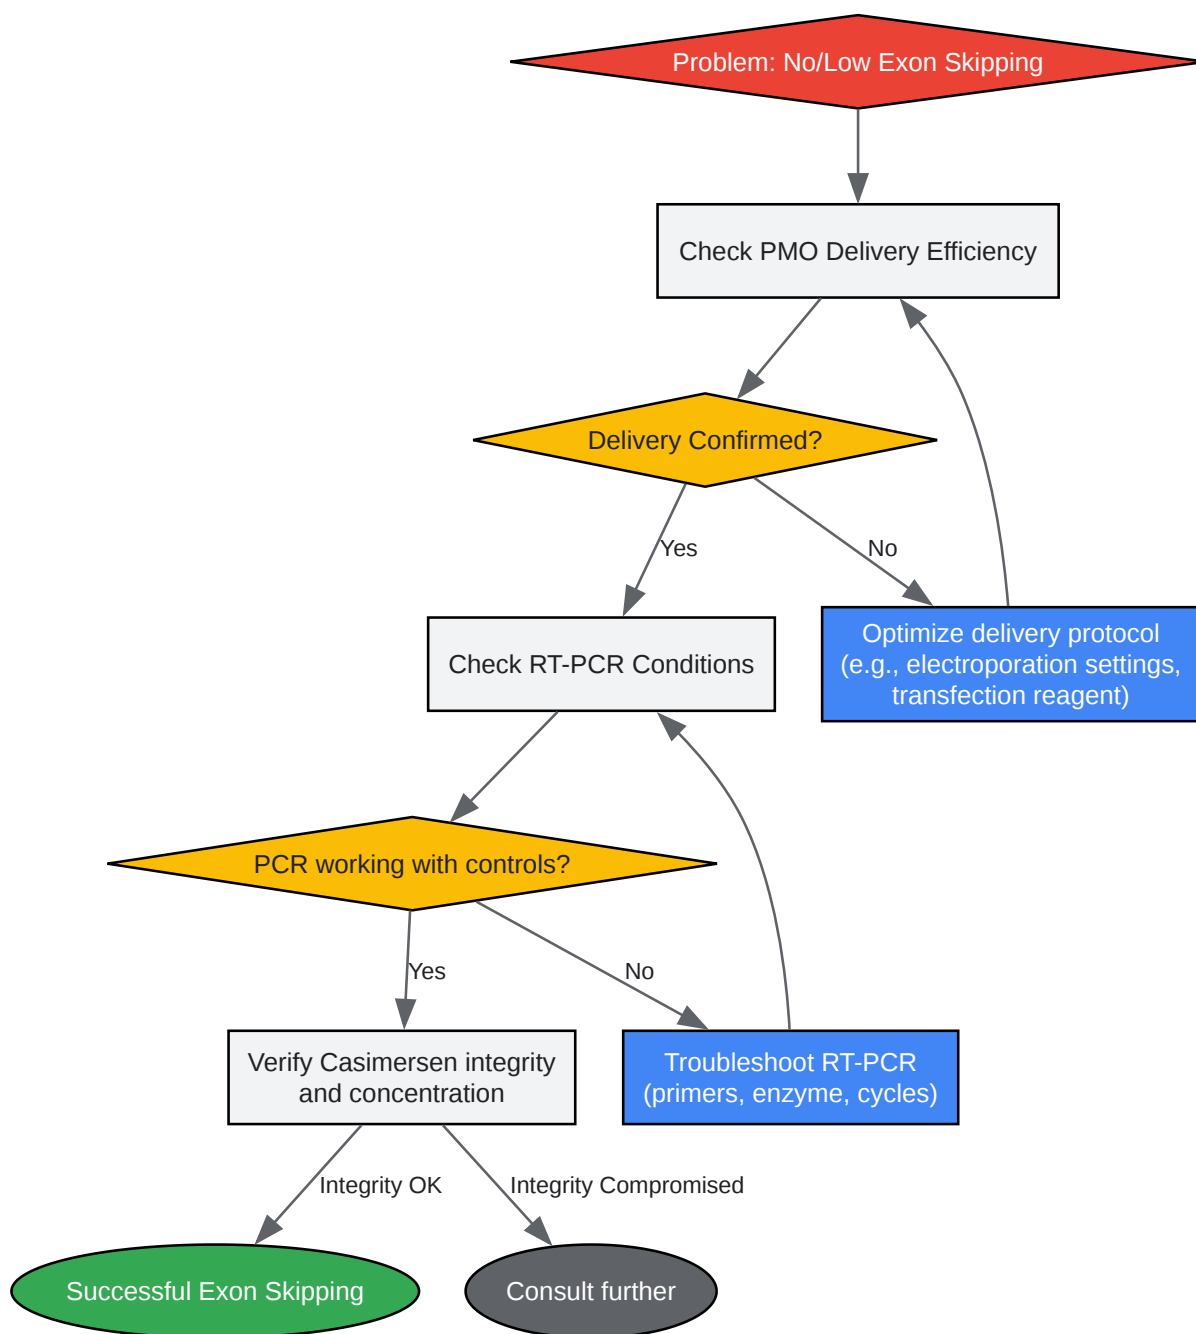 Problem: No/Low Exon Skipping
Check PMO Delivery Efficiency
Delivery Confirmed?
Yes
No
Optimize delivery protocol
(e.g., electroporation settings,
transfection reagent)
Check RT-PCR Conditions
PCR working with controls?
Yes
No
Verify Casimersen integrity
and concentration
Troubleshoot RT-PCR
(primers, enzyme, cycles)
Integrity OK
Integrity Compromised
Successful Exon Skipping
Consult further